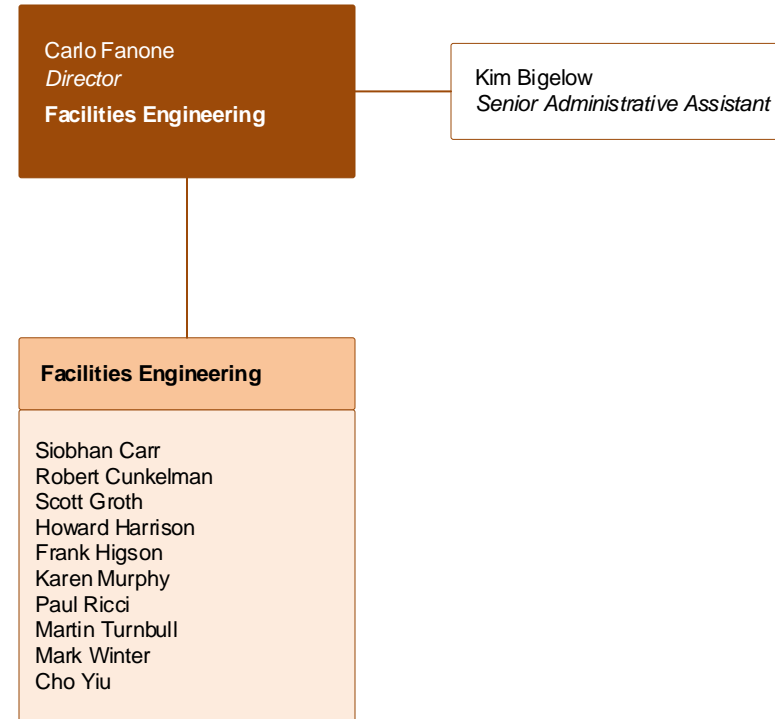 Carlo Fanone
Director
Facilities Engineering
Kim Bigelow
Senior Administrative Assistant
Facilities Engineering
Siobhan Carr
Robert Cunkelman
Scott Groth
Howard Harrison
Frank Higson
Karen Murphy
Paul Ricci
Martin Turnbull
Mark Winter
Cho Yiu